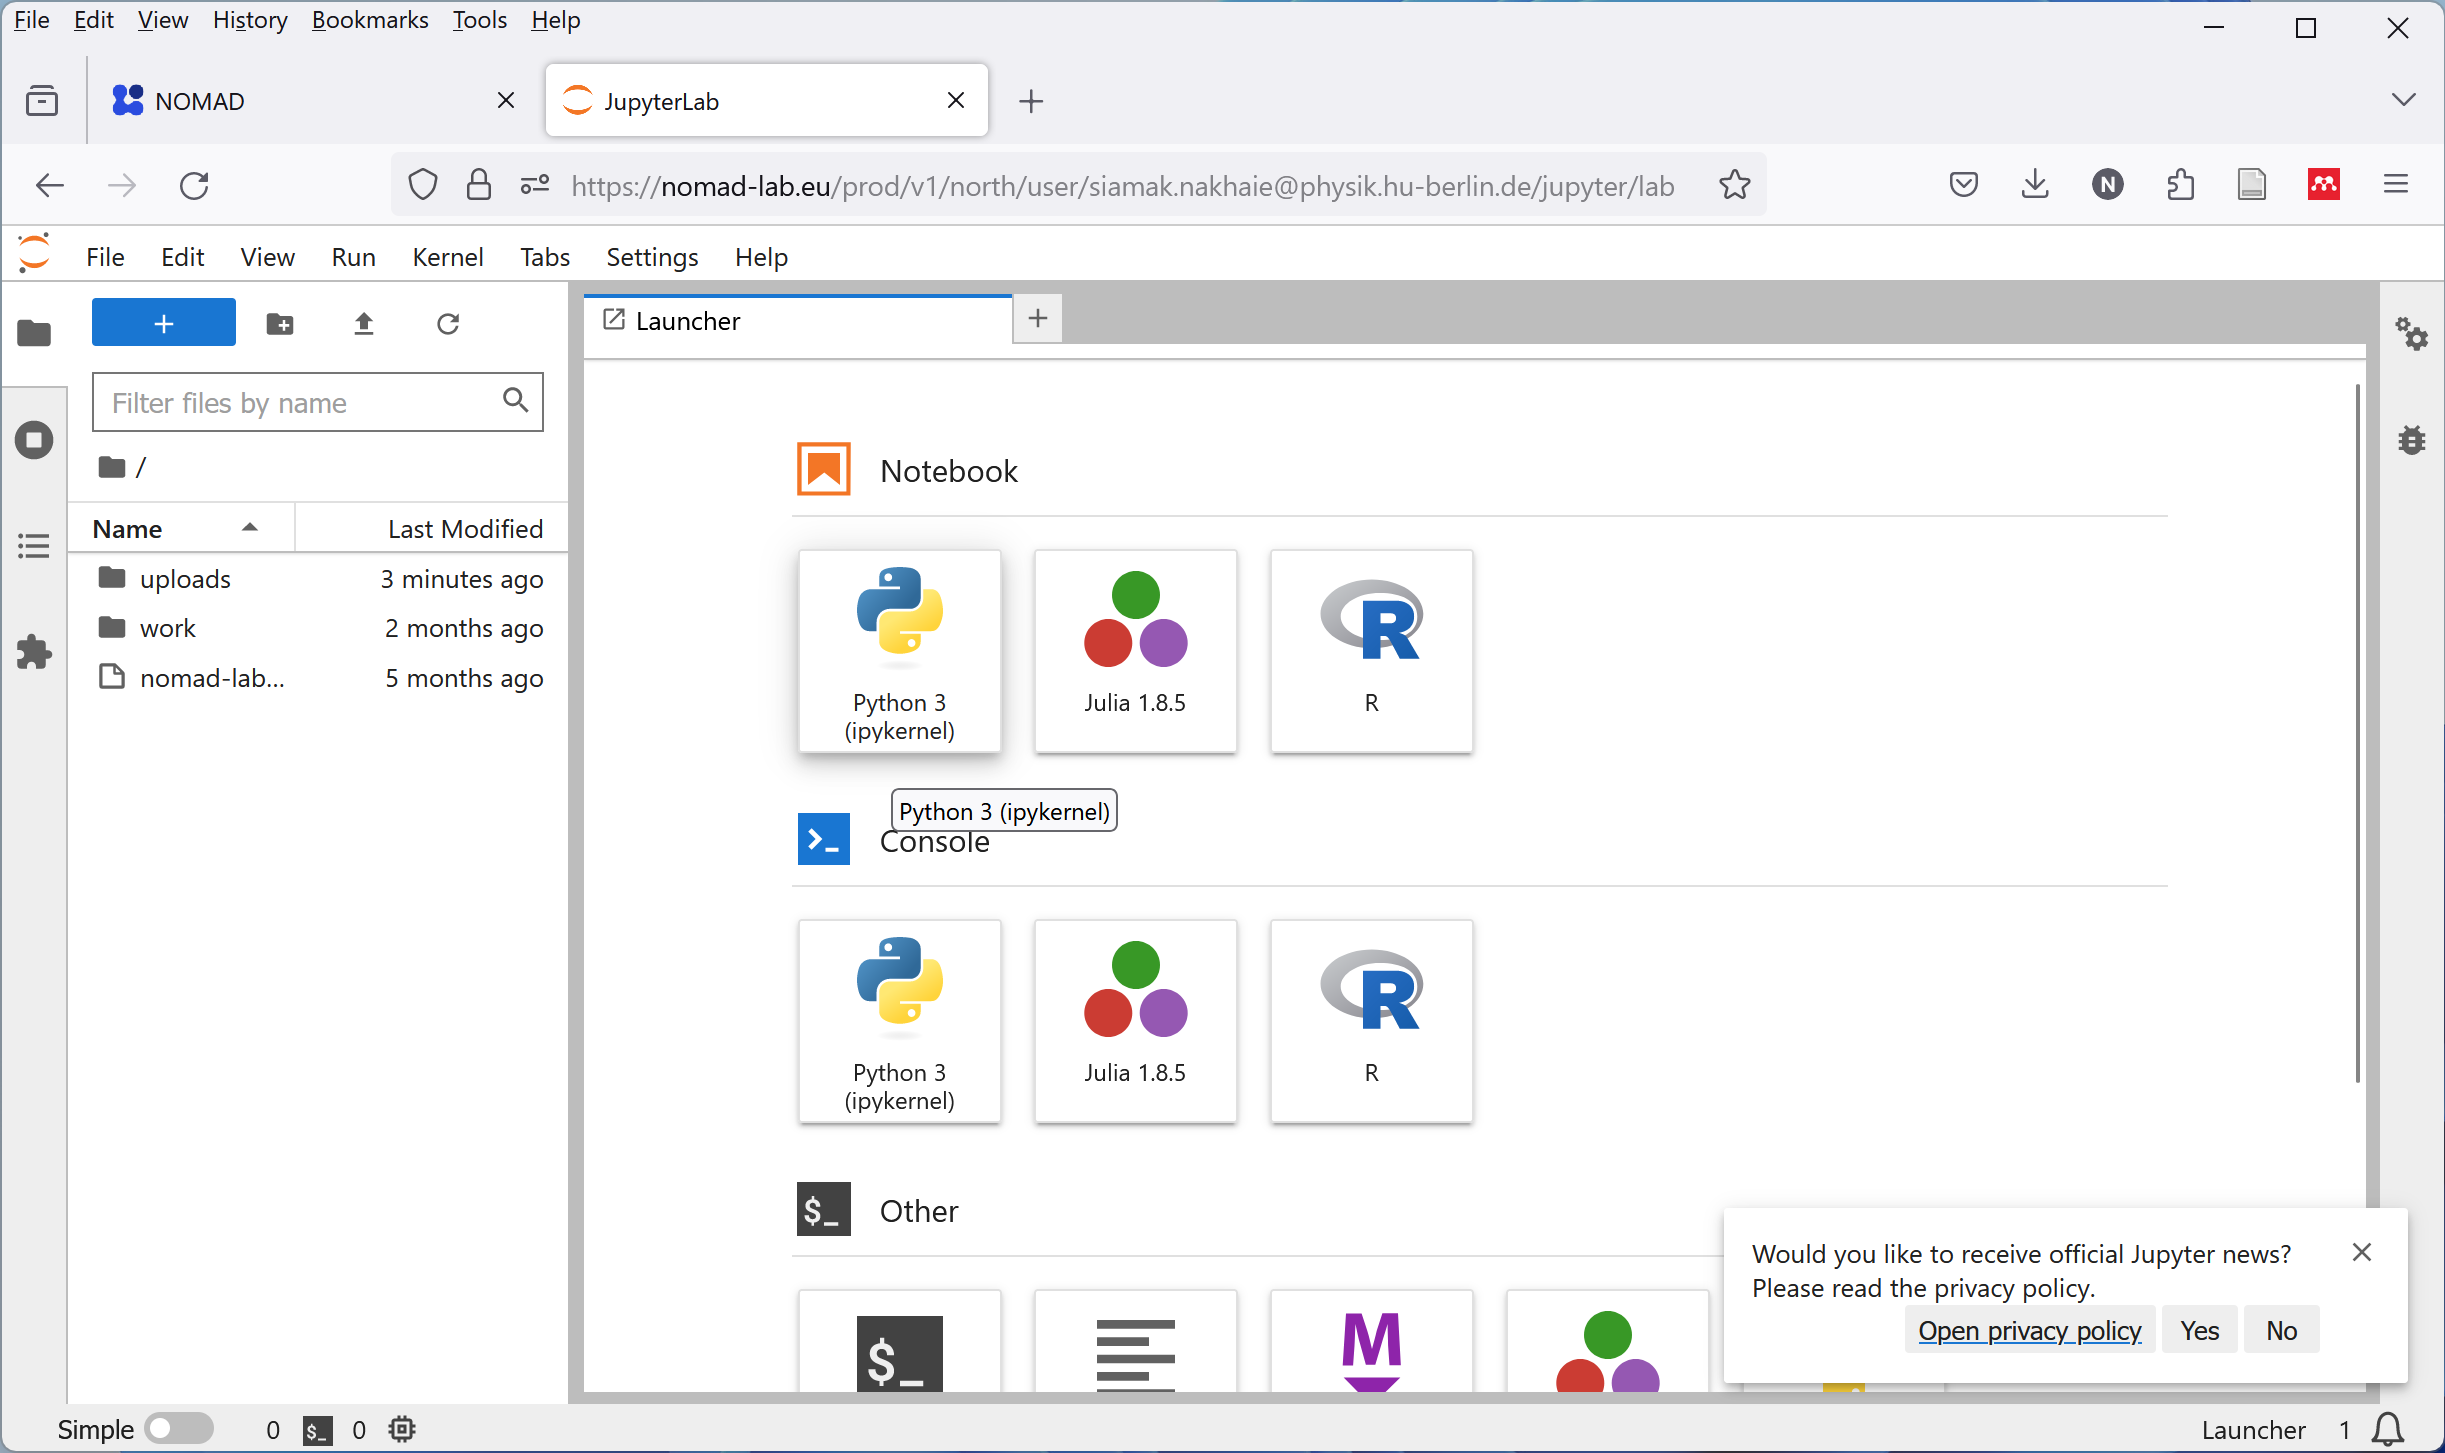 File Edit View History Bookmarks Tools Help
NOMAD
JupyterLab
https://nomad-lab.eu/prod/v1/north/user/siamak.nakhaie@physik.hu-berlin.de/jupyter/lab
N
File Edit View Run Kernel Tabs Settings Help
Launcher
Filter files by name
/
Name Last Modified
uploads 3 minutes ago
work 2 months ago
nomad-lab... 5 months ago
Notebook
Python 3
(ipykernel)
Julia 1.8.5
R
R
Python 3 (ipykernel)
Console
Python 3
(ipykernel)
Julia 1.8.5
R
R
$_
Other
$_
M
Would you like to receive official Jupyter news?
Please read the privacy policy.
Open privacy policy Yes No
Simple 0 $_ 0
Launcher 1